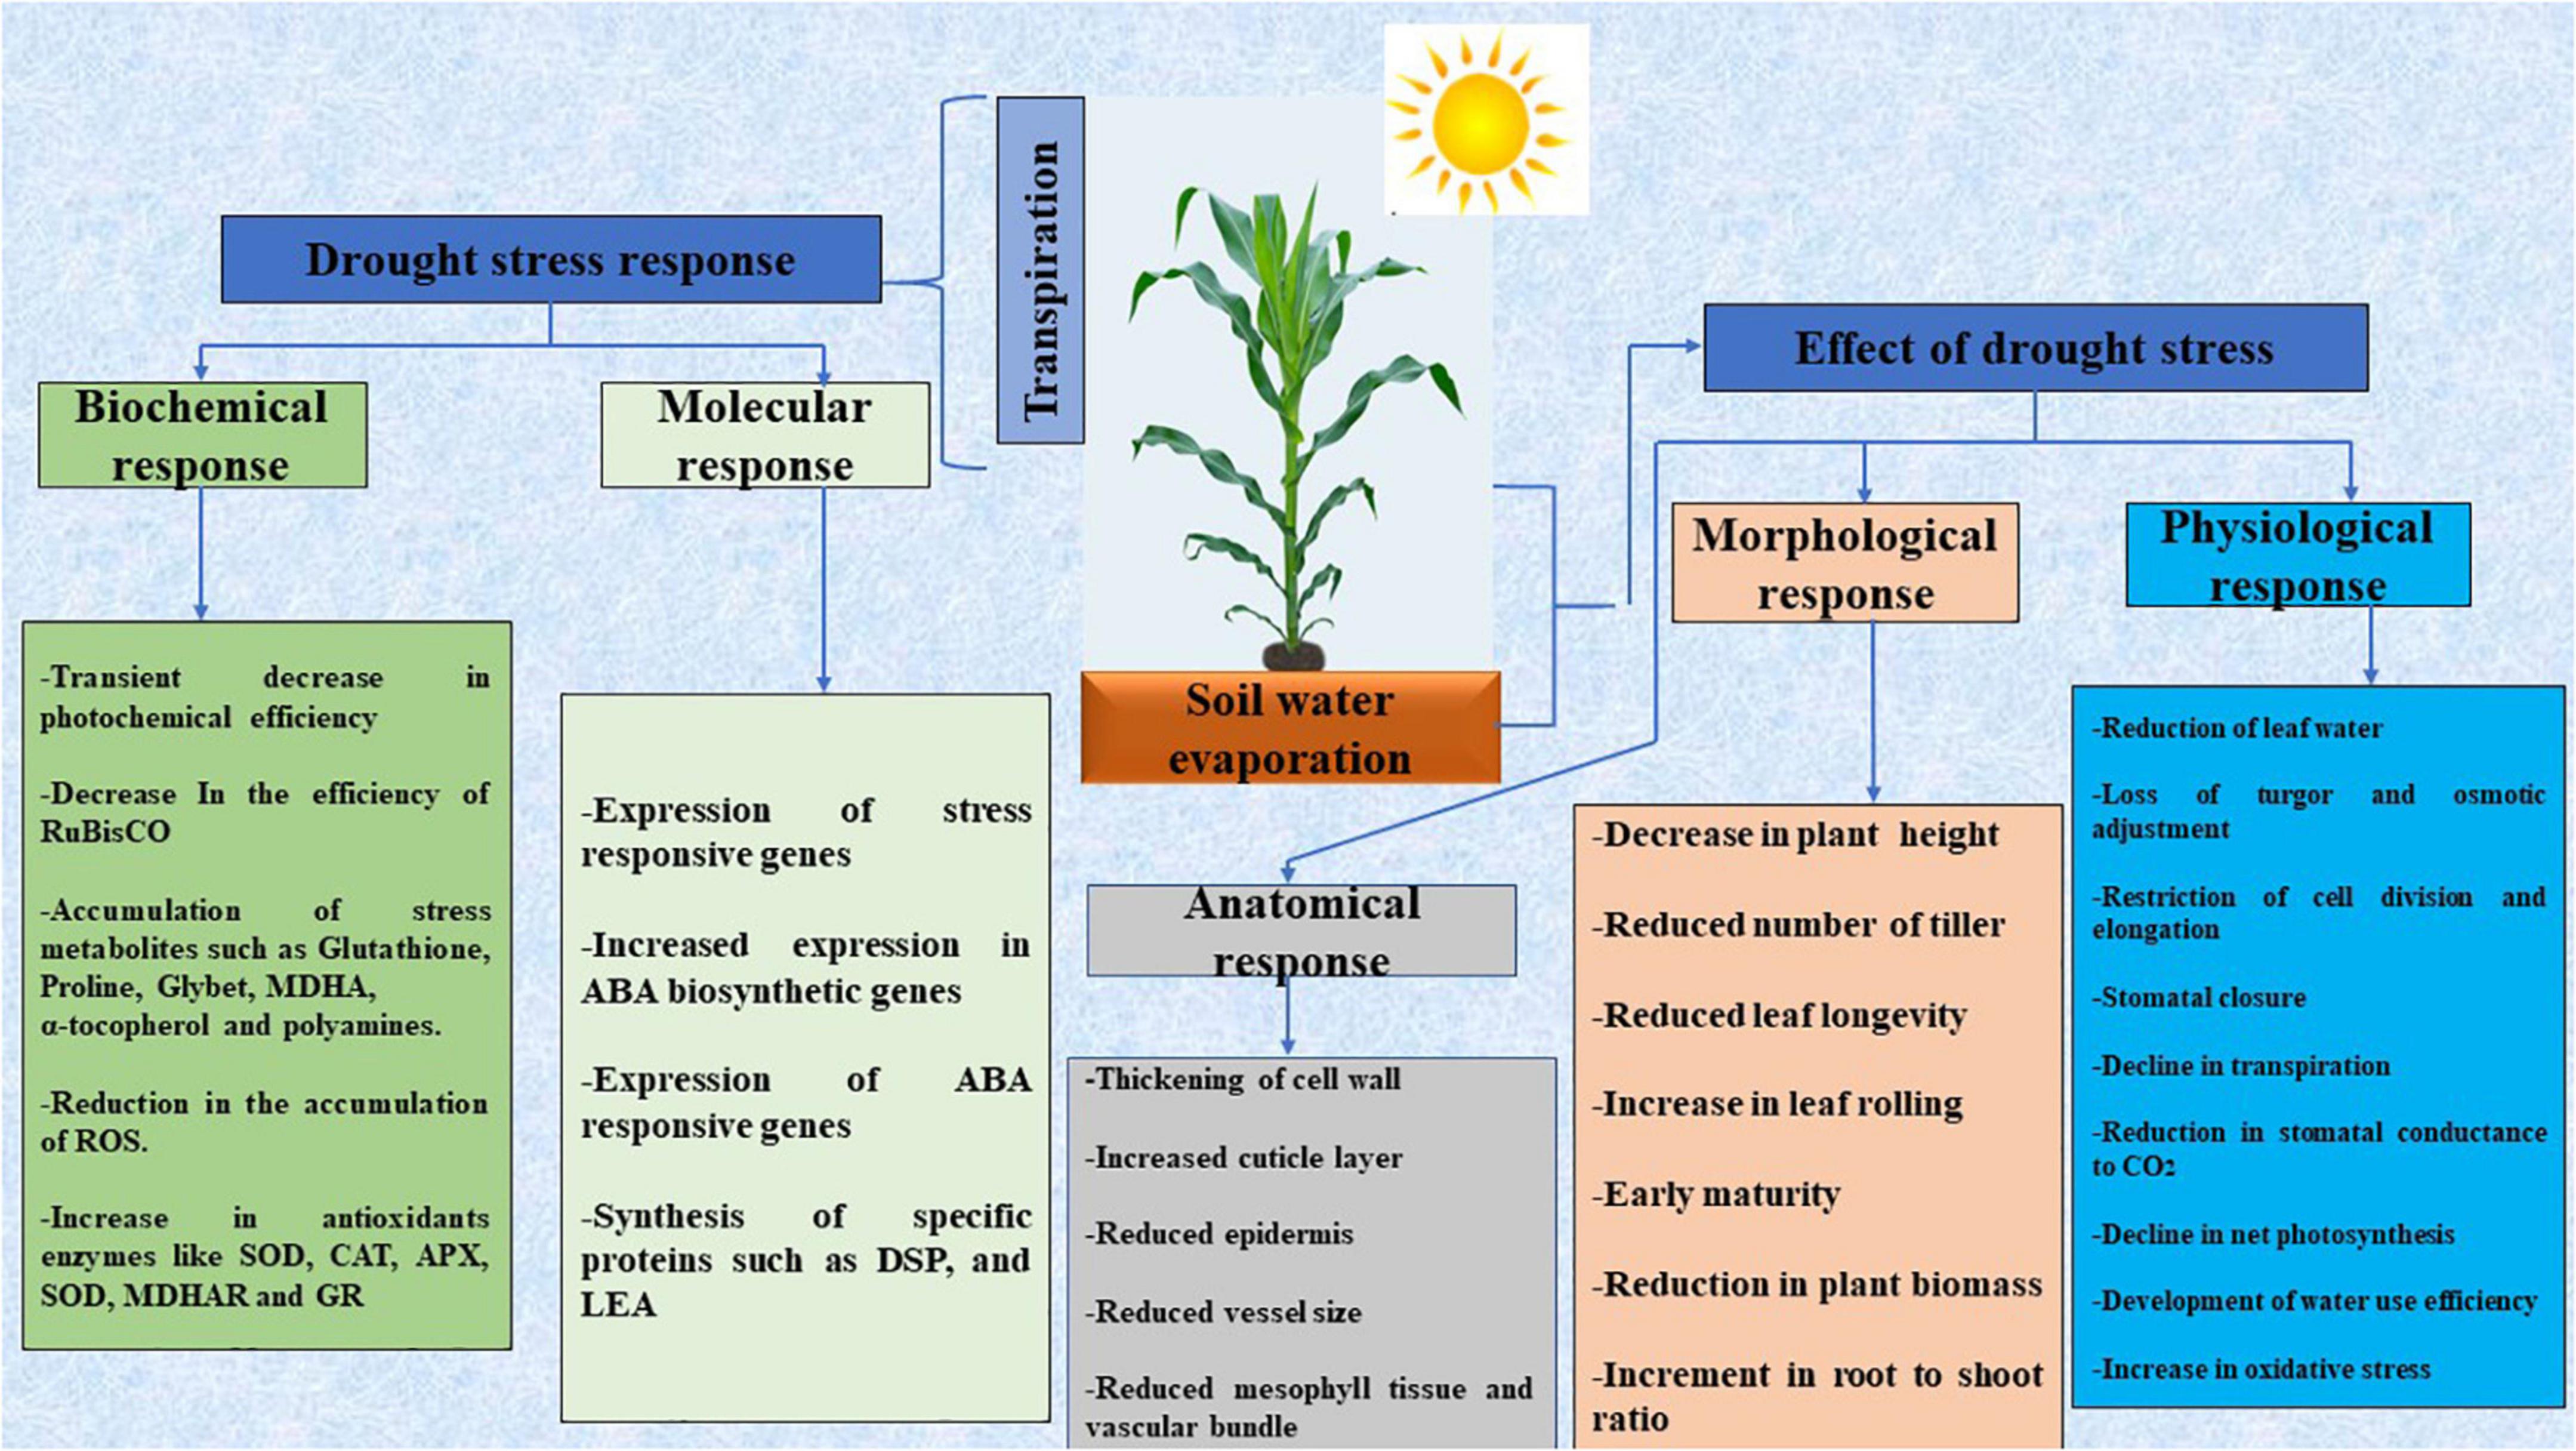 Transpiration
Drought stress response
Biochemical
response
Molecular
response
-Transient decrease in
photochemical efficiency
-Decrease In the efficiency of
RuBisCO
-Accumulation of stress
metabolites such as Glutathione,
Proline, Glybet, MDHA,
α-tocopherol and polyamines.
-Reduction in the accumulation
of ROS.
-Increase in antioxidants
enzymes like SOD, CAT, APX,
SOD, MDHAR and GR
-Expression of stress
responsive genes
-Increased expression in
ABA biosynthetic genes
-Expression of ABA
responsive genes
-Synthesis of specific
proteins such as DSP, and
LEA
Soil water
evaporation
Effect of drought stress
Anatomical
response
-Thickening of cell wall
-Increased cuticle layer
-Reduced epidermis
-Reduced vessel size
-Reduced mesophyll tissue and
vascular bundle
Morphological
response
-Decrease in plant height
-Reduced number of tiller
-Reduced leaf longevity
-Increase in leaf rolling
-Early maturity
-Reduction in plant biomass
-Increment in root to shoot
ratio
Physiological
response
-Reduction of leaf water
-Loss of turgor and osmotic
adjustment
-Restriction of cell division and
elongation
-Stomatal closure
-Decline in transpiration
-Reduction in stomatal conductance
to CO2
-Decline in net photosynthesis
-Development of water use efficiency
-Increase in oxidative stress